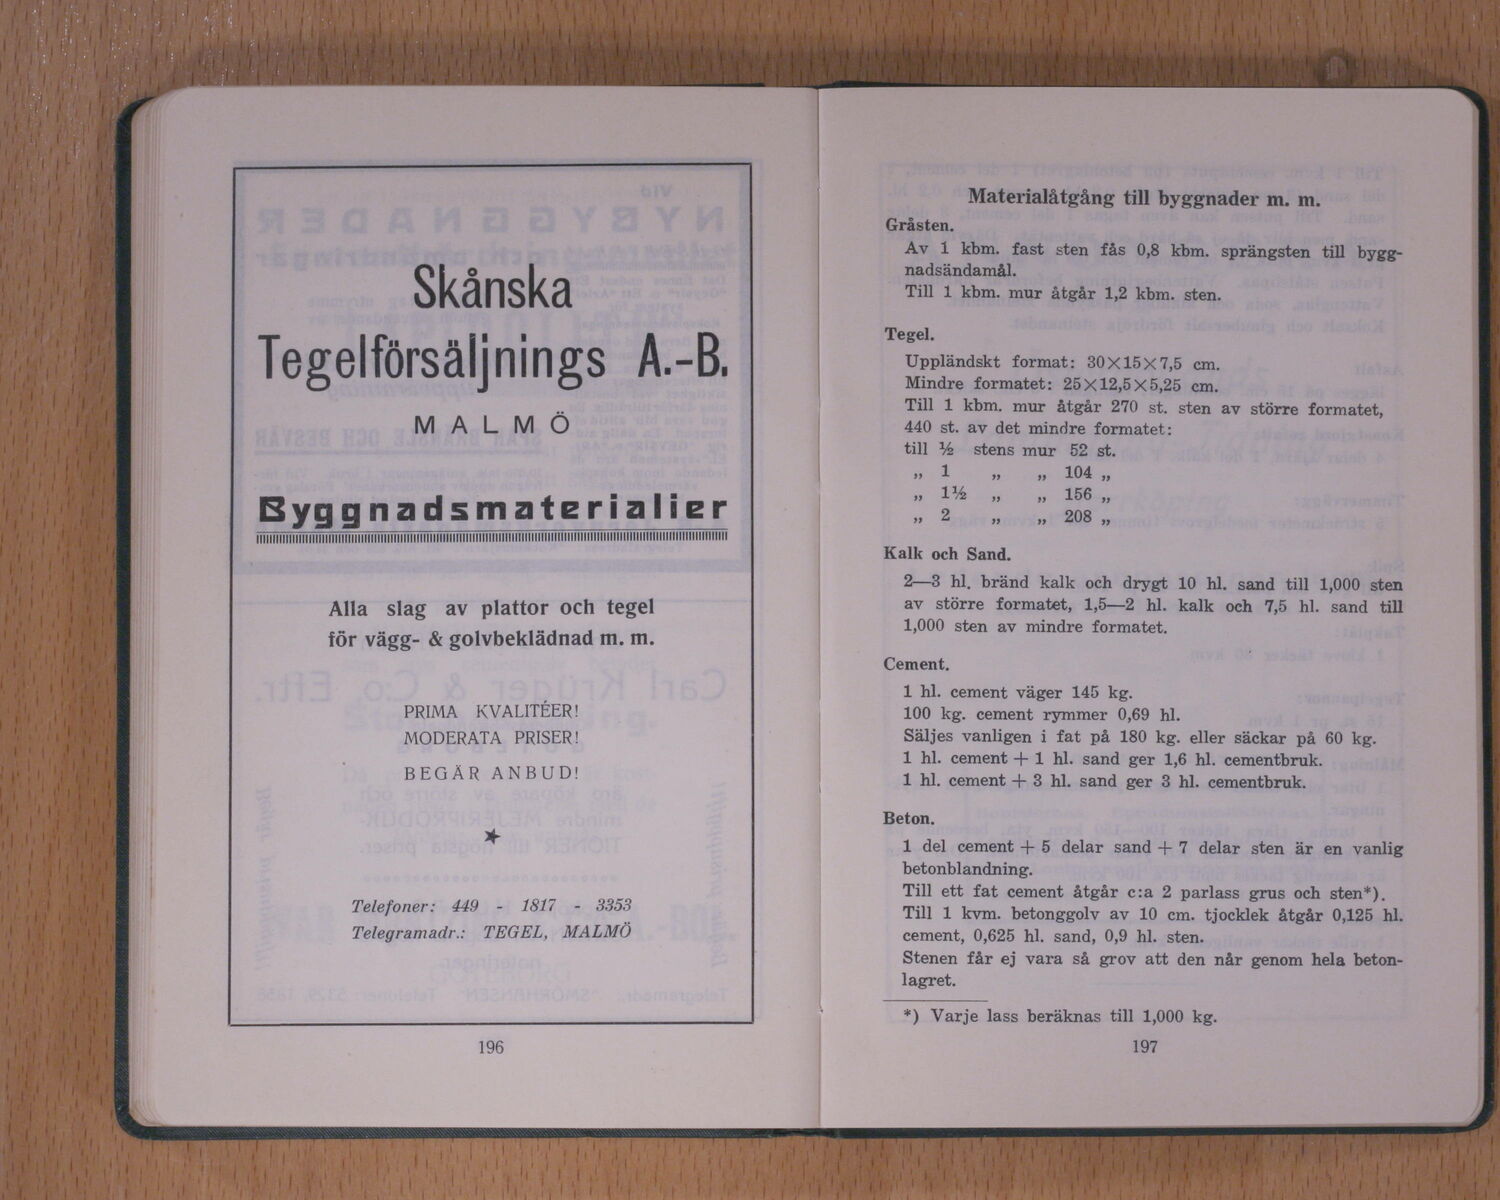 Skånska
Tegelförsäljnings A.-B.
MALMÖ
Byggnadsmaterialier
Alla slag av plattor och tegel
för vägg- & golvbeklädnad m. m.
PRIMA KVALITÉER!
MODERATA PRISER!
BEGÄR ANBUD!
★
Telefoner: 449 - 1817 - 3353
Telegramadr.: TEGEL, MALMÖ
196
Materialåtgång till byggnader m. m.
Gråsten.
Av 1 kbm. fast sten fås 0,8 kbm. sprängsten till bygg-
nadsändamål.
Till 1 kbm. mur åtgår 1,2 kbm. sten.
Tegel.
Uppländskt format: 30×15×7,5 cm.
Mindre formatet: 25×12,5×5,25 cm.
Till 1 kbm. mur åtgår 270 st. sten av större formatet,
440 st. av det mindre formatet:
till ½ stens mur 52 st.
„ 1 „ „ 104 „
„ 1½ „ „ 156 „
„ 2 „ „ 208 „
Kalk och Sand.
2—3 hl. bränd kalk och drygt 10 hl. sand till 1,000 sten
av större formatet, 1,5—2 hl. kalk och 7,5 hl. sand till
1,000 sten av mindre formatet.
Cement.
1 hl. cement väger 145 kg.
100 kg. cement rymmer 0,69 hl.
Säljes vanligen i fat på 180 kg. eller säckar på 60 kg.
1 hl. cement + 1 hl. sand ger 1,6 hl. cementbruk.
1 hl. cement + 3 hl. sand ger 3 hl. cementbruk.
Beton.
1 del cement + 5 delar sand + 7 delar sten är en vanlig
betonblandning.
Till ett fat cement åtgår c:a 2 parlass grus och sten*).
Till 1 kvm. betonggolv av 10 cm. tjocklek åtgår 0,125 hl.
cement, 0,625 hl. sand, 0,9 hl. sten.
Stenen får ej vara så grov att den når genom hela beton-
lagret.
*) Varje lass beräknas till 1,000 kg.
197